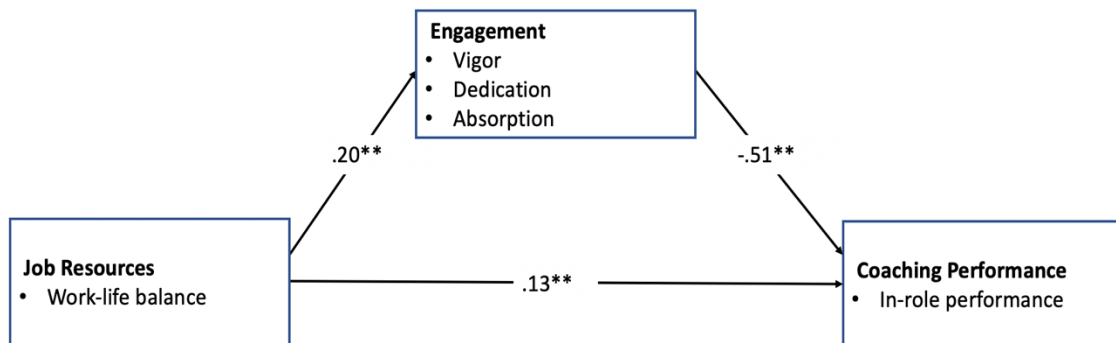 Engagement
• Vigor
• Dedication
• Absorption
.20**
-.51**
Job Resources
• Work-life balance
.13**
Coaching Performance
• In-role performance